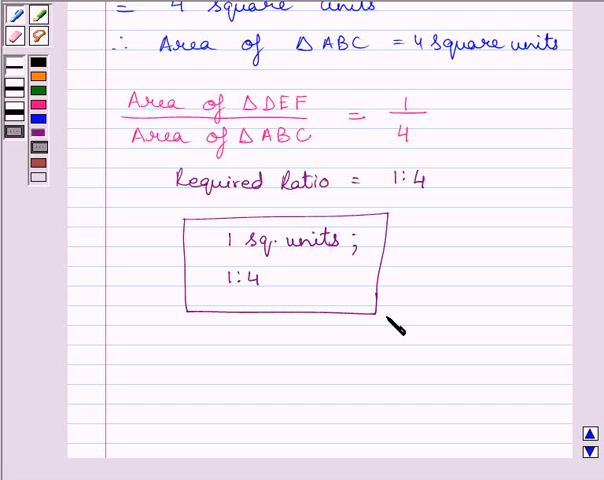 = 4 square units
∴ Area of △ ABC = 4 square units
Area of △DEF / Area of △ABC = 1/4
Required Ratio = 1:4
1 sq. units ;
1:4